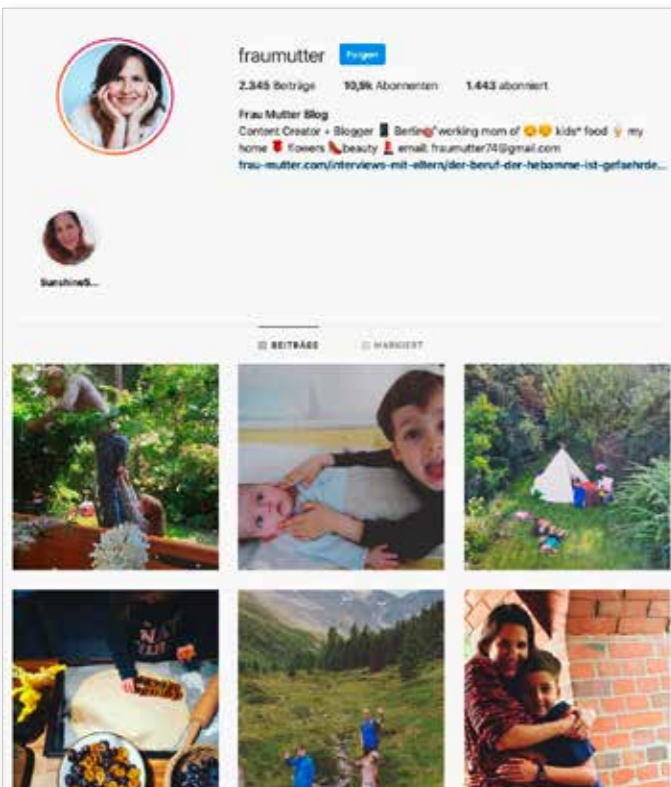 fraumutter Folgen
2.345 Beiträge 10,9k Abonnenten 1.443 abonniert
Frau Mutter Blog
Content Creator + Blogger 📱 Berlin working mom of kids* food my
home flowers beauty email: fraumutter74@gmail.com
frau-mutter.com/interviews-mit-eltern/der-beruf-der-hebamme-ist-gefaehrde...
SunshineS...
BEITRÄGE MARKIERT